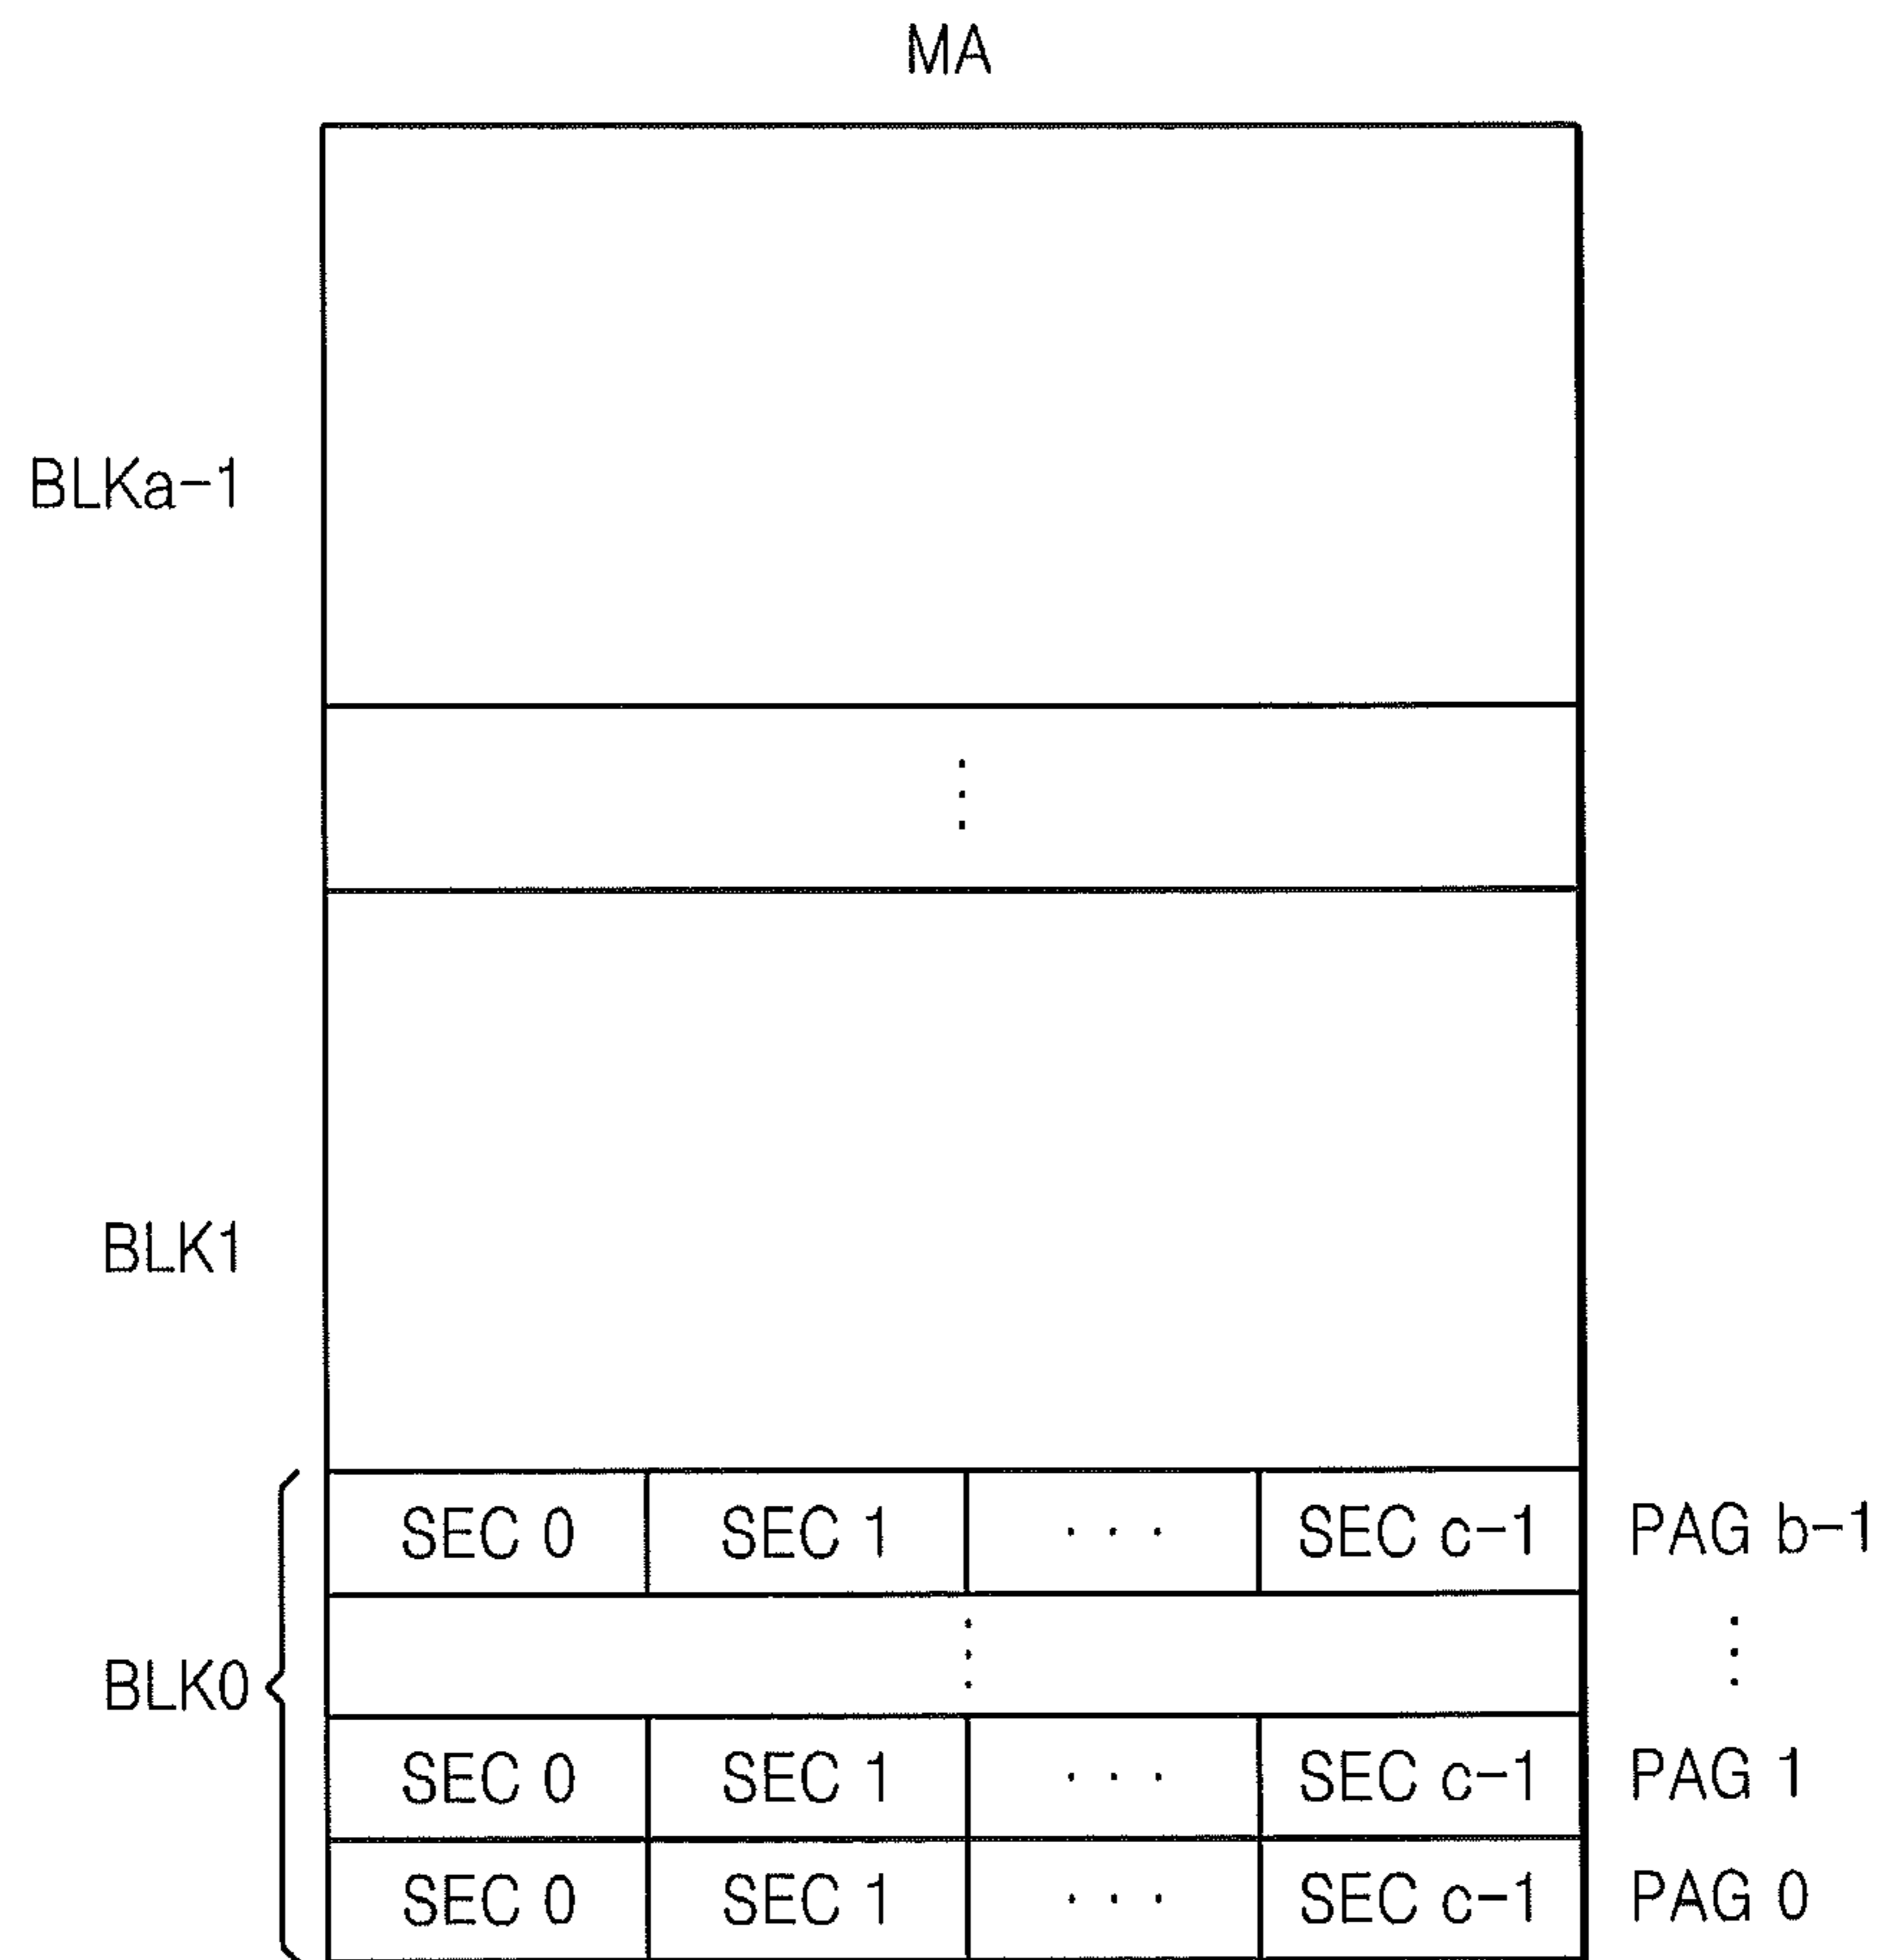 MA
BLKa-1
⋮
BLK1
SEC 0 SEC 1 ··· SEC c-1 PAG b-1
BLK0 ⋮ ⋮
SEC 0 SEC 1 ··· SEC c-1 PAG 1
SEC 0 SEC 1 ··· SEC c-1 PAG 0